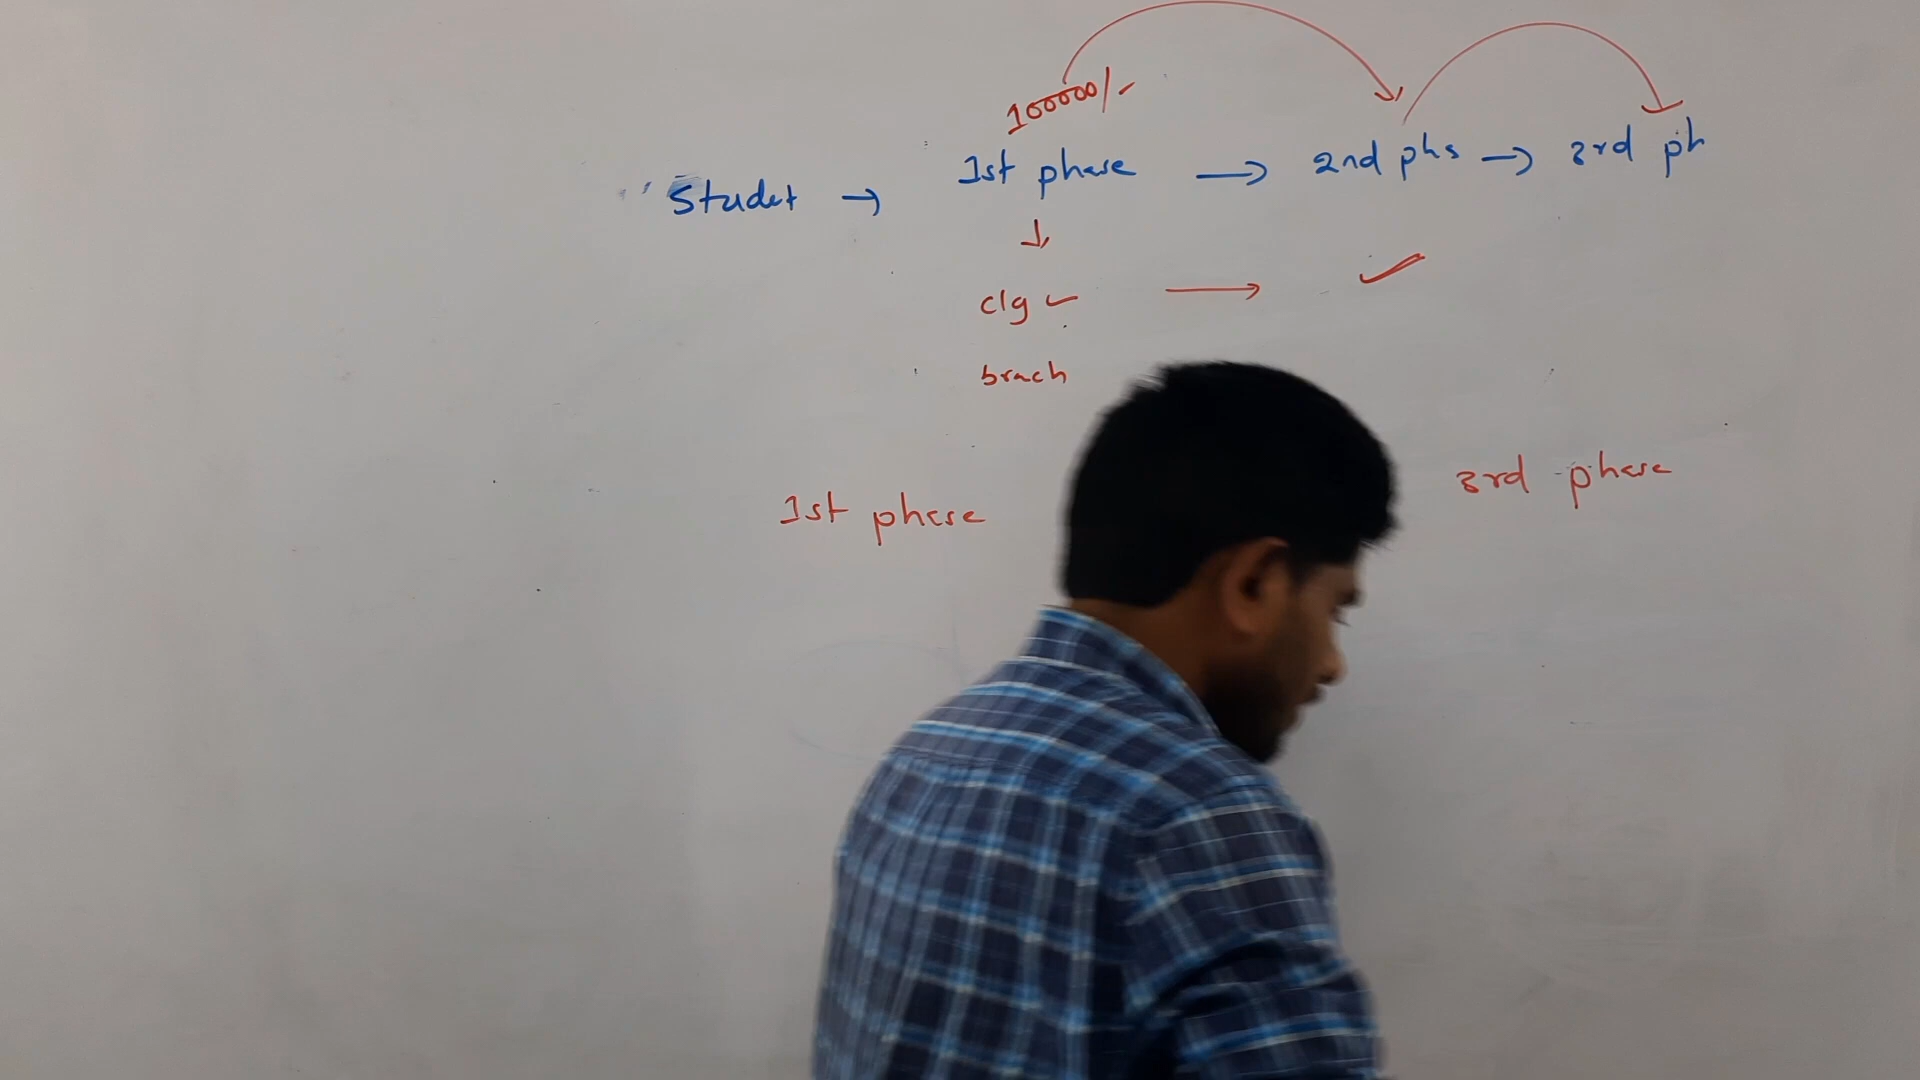 100000/-
Studet → 1st phase → 2nd phs → 3rd ph
↓
clg ✓ → ✓
brach
1st phase 3rd phase